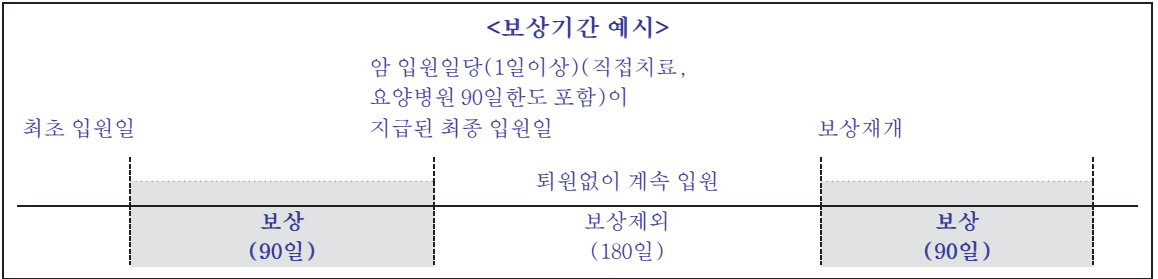 <보상기간 예시>
암 입원일당(1일이상)(직접치료,
요양병원 90일한도 포함)이
최초 입원일 지급된 최종 입원일 보상재개
퇴원없이 계속 입원
보상 보상제외 보상
(90일) (180일) (90일)